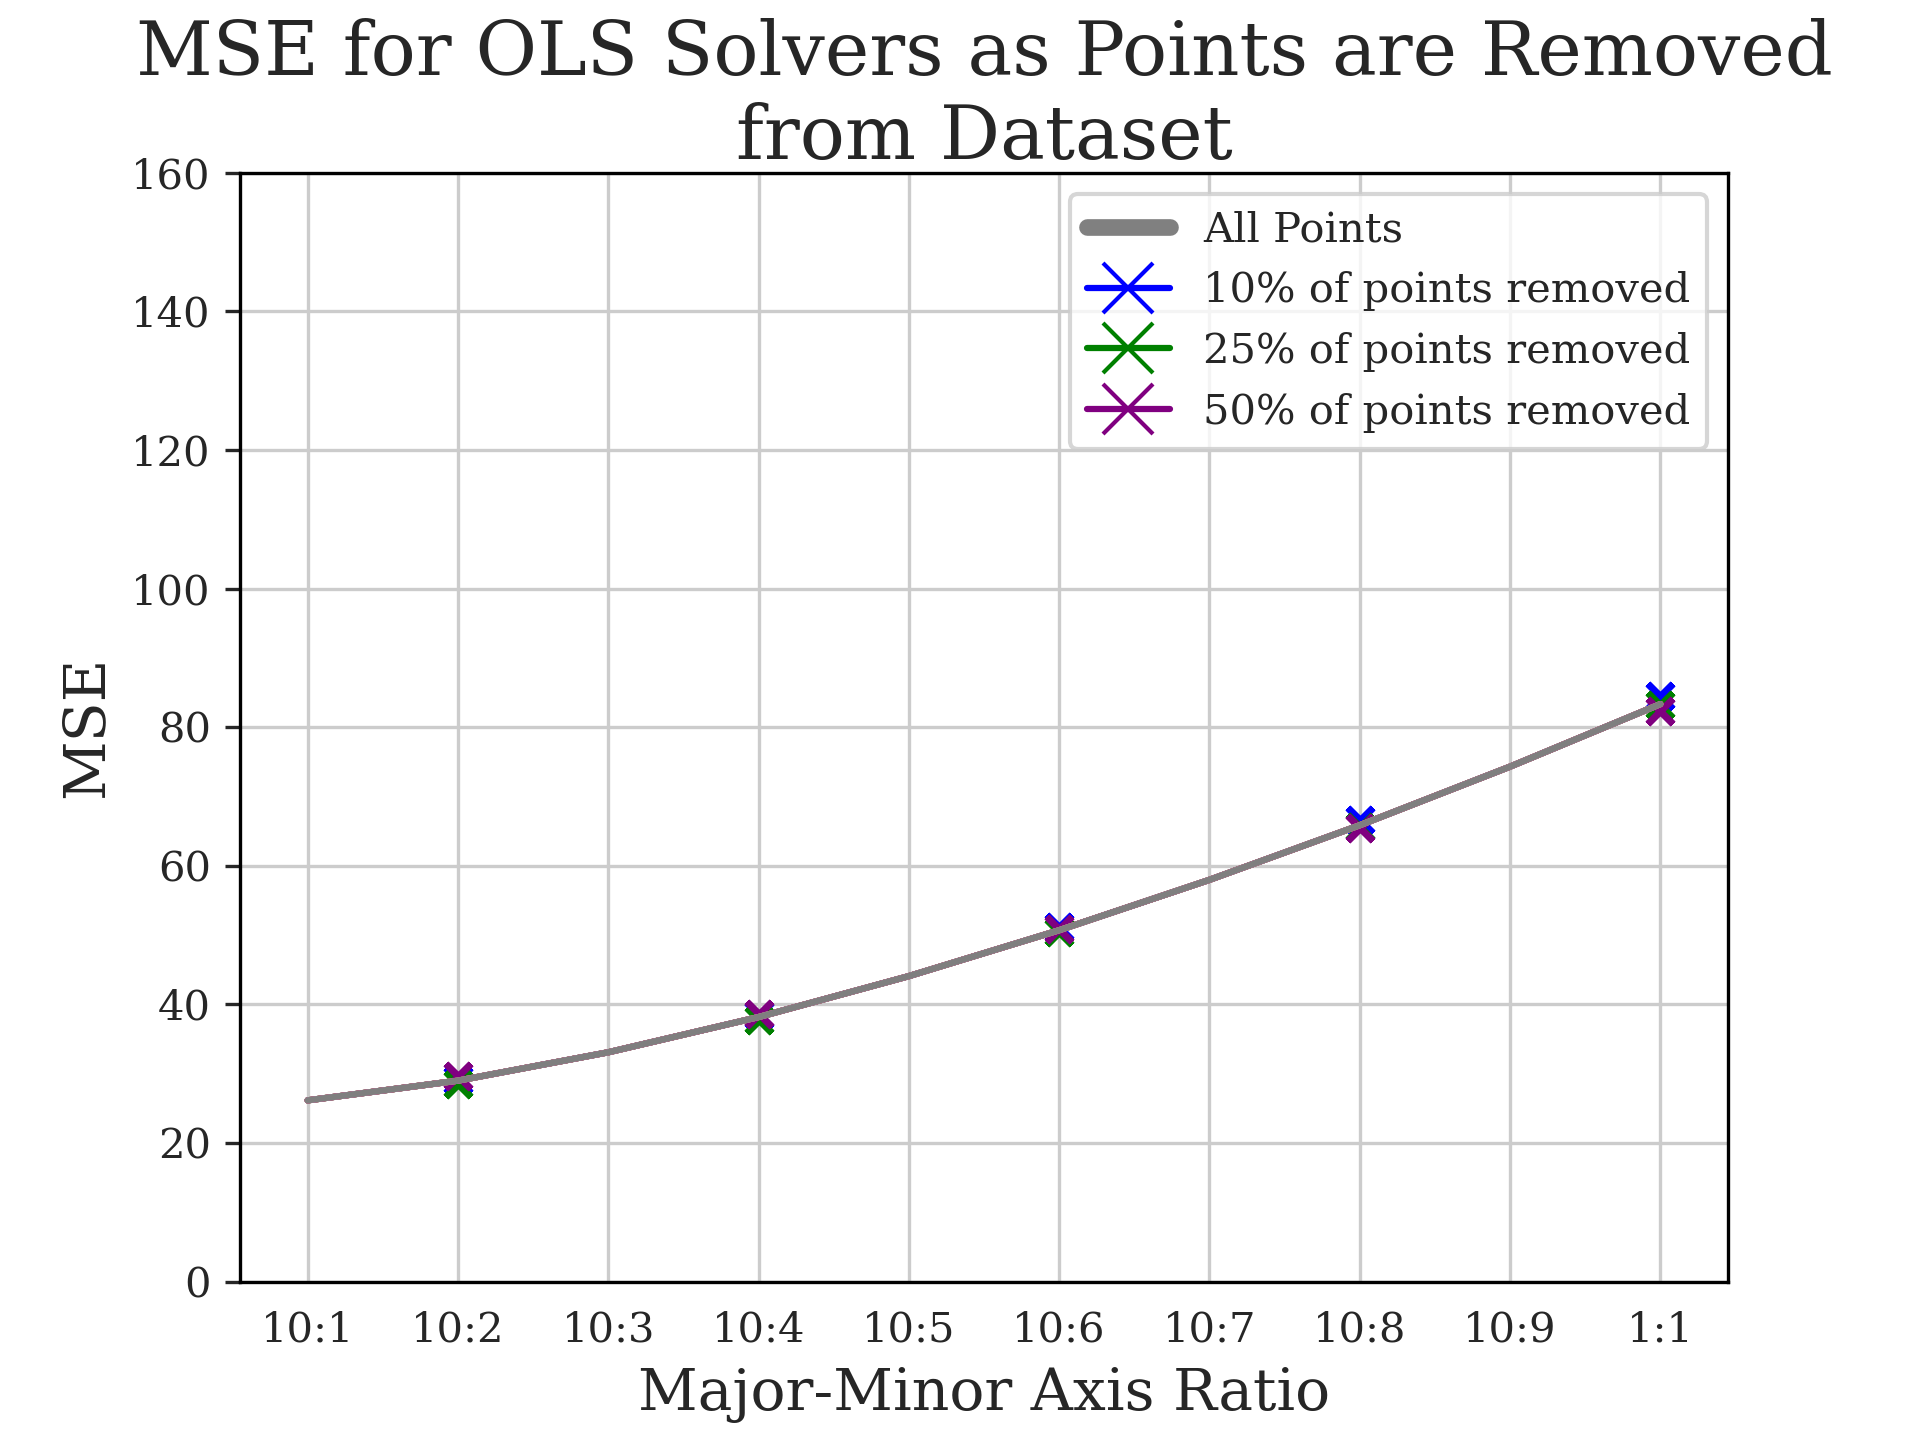 MSE for OLS Solvers as Points are Removed
from Dataset
160
140
120
100
80
60
40
20
0
MSE
All Points
10% of points removed
25% of points removed
50% of points removed
10:1 10:2 10:3 10:4 10:5 10:6 10:7 10:8 10:9 1:1
Major-Minor Axis Ratio